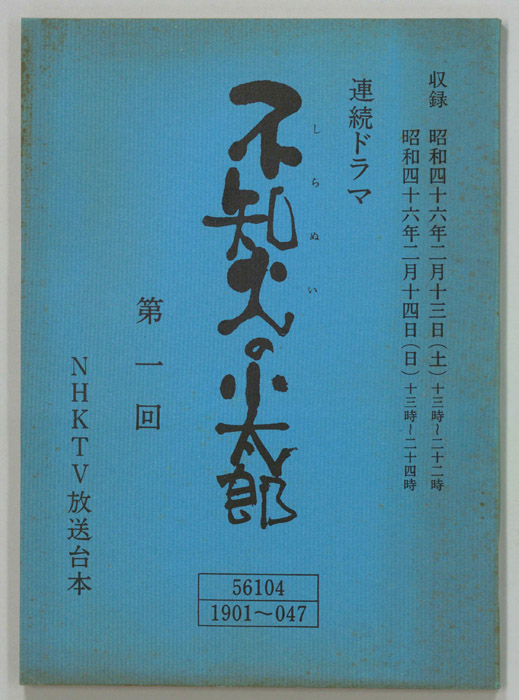 収録 昭和四十六年二月十三日(土)十三時〜二十二時
昭和四十六年二月十四日(日)十三時〜二十四時
連続ドラマ
しらぬい
不知火の小太郎
第一回
NHKTV放送台本
56104
1901〜047